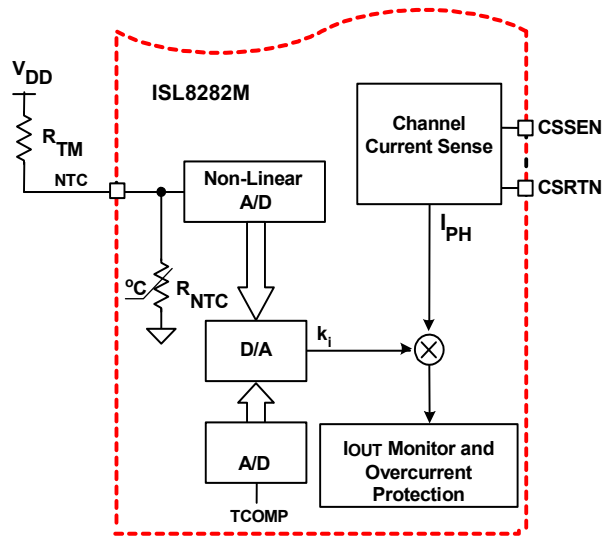 VDD
ISL8282M
RTM
NTC
Channel
Current Sense
CSSEN
CSRTN
Non-Linear
A/D
IPH
°C
RNTC
D/A
ki
A/D
TCOMP
IOUT Monitor and
Overcurrent
Protection